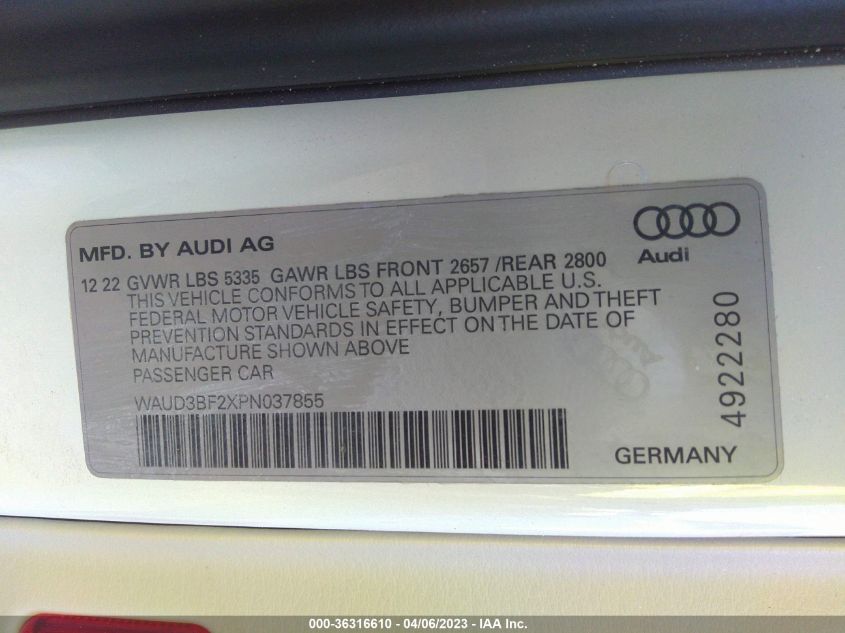 MFD. BY AUDI AG
Audi
12 22 GVWR LBS 5335 GAWR LBS FRONT 2657 /REAR 2800
THIS VEHICLE CONFORMS TO ALL APPLICABLE U.S.
FEDERAL MOTOR VEHICLE SAFETY, BUMPER AND THEFT
PREVENTION STANDARDS IN EFFECT ON THE DATE OF
MANUFACTURE SHOWN ABOVE
PASSENGER CAR
WAUD3BF2XPN037855
4922280
GERMANY
000-36316610 - 04/06/2023 - IAA Inc.